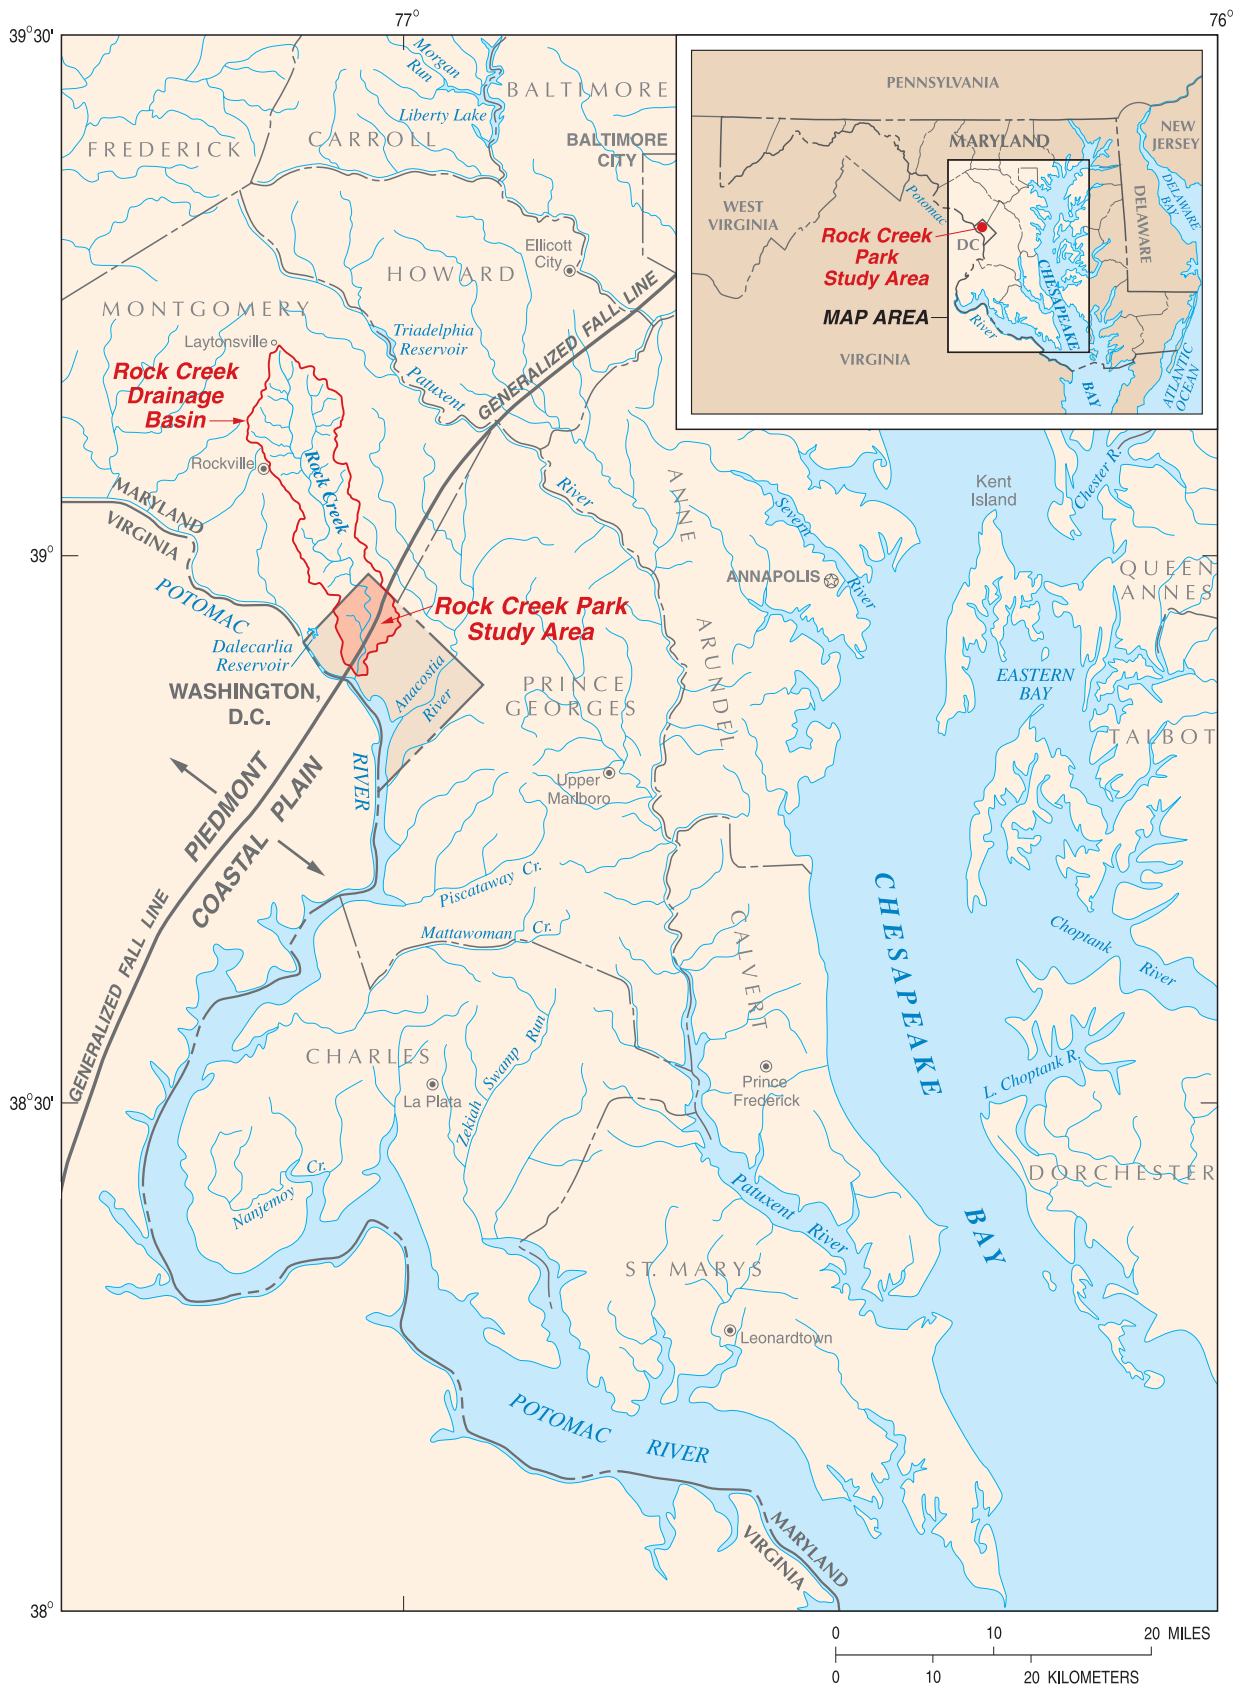 77°
76°
39°30'
Morgan
Run
BALTIMORE
Liberty Lake
CARROLL
FREDERICK
BALTIMORE
CITY
PENNSYLVANIA
NEW
JERSEY
MARYLAND
WEST
VIRGINIA
Potomac
DELAWARE
DELAWARE
BAY
Rock Creek
Park
Study Area
DC
CHESAPEAKE
MAP AREA
River
VIRGINIA
BAY
ATLANTIC
OCEAN
Ellicott
City
HOWARD
MONTGOMERY
GENERALIZED FALL LINE
Triadelphia
Reservoir
Laytonsville
Patuxent
Rock Creek
Drainage
Basin
Rockville
Rock Creek
River
ANNE
Severn
River
Kent
Island
Chester R.
MARYLAND
VIRGINIA
39°
ANNAPOLIS
QUEEN
ANNES
POTOMAC
Rock Creek Park
Study Area
ARUNDEL
Dalecarlia
Reservoir
Anacostia
River
PRINCE
GEORGES
EASTERN
BAY
WASHINGTON,
D.C.
TALBOT
RIVER
Upper
Marlboro
PIEDMONT
COASTAL PLAIN
GENERALIZED FALL LINE
Piscataway Cr.
Mattawoman Cr.
CHESAPEAKE
Choptank
River
CALVERT
Zekiah Swamp Run
CHARLES
La Plata
Prince
Frederick
L. Choptank R.
38°30'
DORCHESTER
Nanjemoy Cr.
Patuxent River
BAY
ST. MARYS
Leonardtown
POTOMAC RIVER
MARYLAND
VIRGINIA
38°
0 10 20 MILES
0 10 20 KILOMETERS